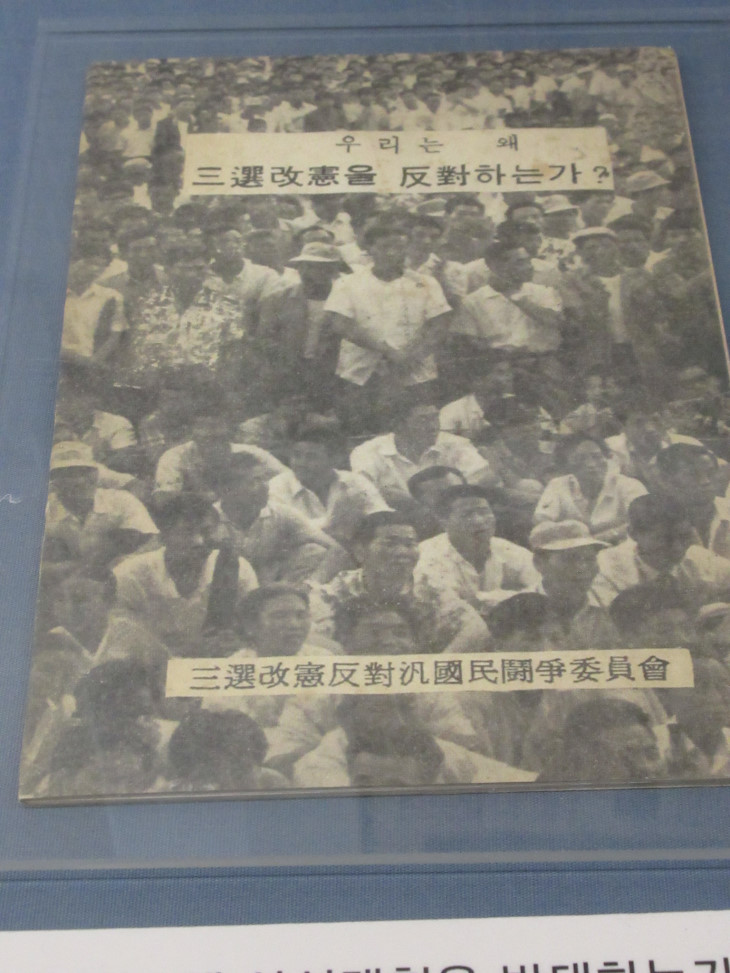 우리는 왜
三選改憲을 反對하는가?
三選改憲反對汎國民鬪爭委員會